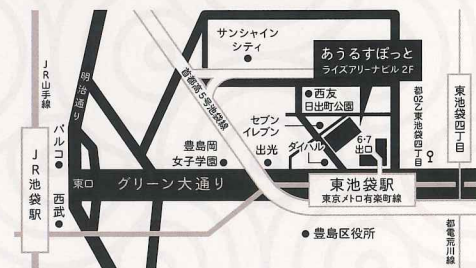 サンシャイン
シティ
あうるすぽっと
ライズアリーナビル 2F
JR山手線
明治通り
首都高5号池袋線
西友
日出町公園
都02乙東池袋四丁目
東池袋四丁目
セブン
イレブン
6・7
出口
パルコ
豊島岡
女子学園
出光
ダイハツ
JR池袋駅
東口
グリーン大通り
東池袋駅
東京メトロ有楽町線
西武
豊島区役所
都電荒川線